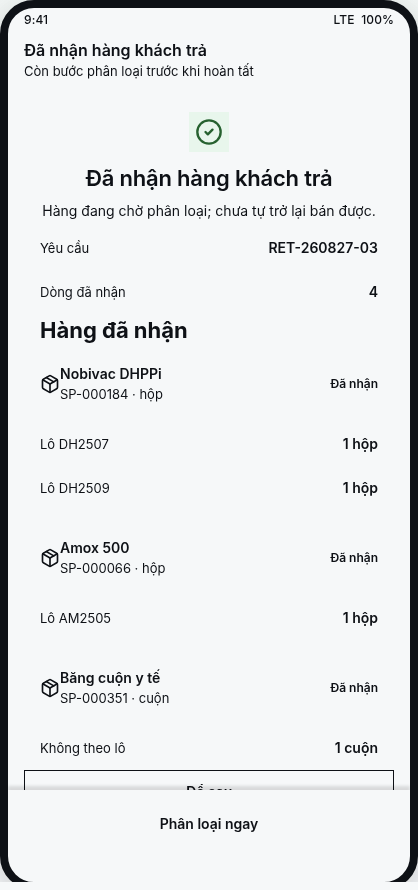 9:41 LTE 100%
Đã nhận hàng khách trả
Còn bước phân loại trước khi hoàn tất
Đã nhận hàng khách trả
Hàng đang chờ phân loại; chưa tự trở lại bán được.
Yêu cầu RET-260827-03
Dòng đã nhận 4
Hàng đã nhận
Nobivac DHPPi
SP-000184 · hộp
Đã nhận
Lô DH2507 1 hộp
Lô DH2509 1 hộp
Amox 500
SP-000066 · hộp
Đã nhận
Lô AM2505 1 hộp
Băng cuộn y tế
SP-000351 · cuộn
Đã nhận
Không theo lô 1 cuộn
Phân loại ngay